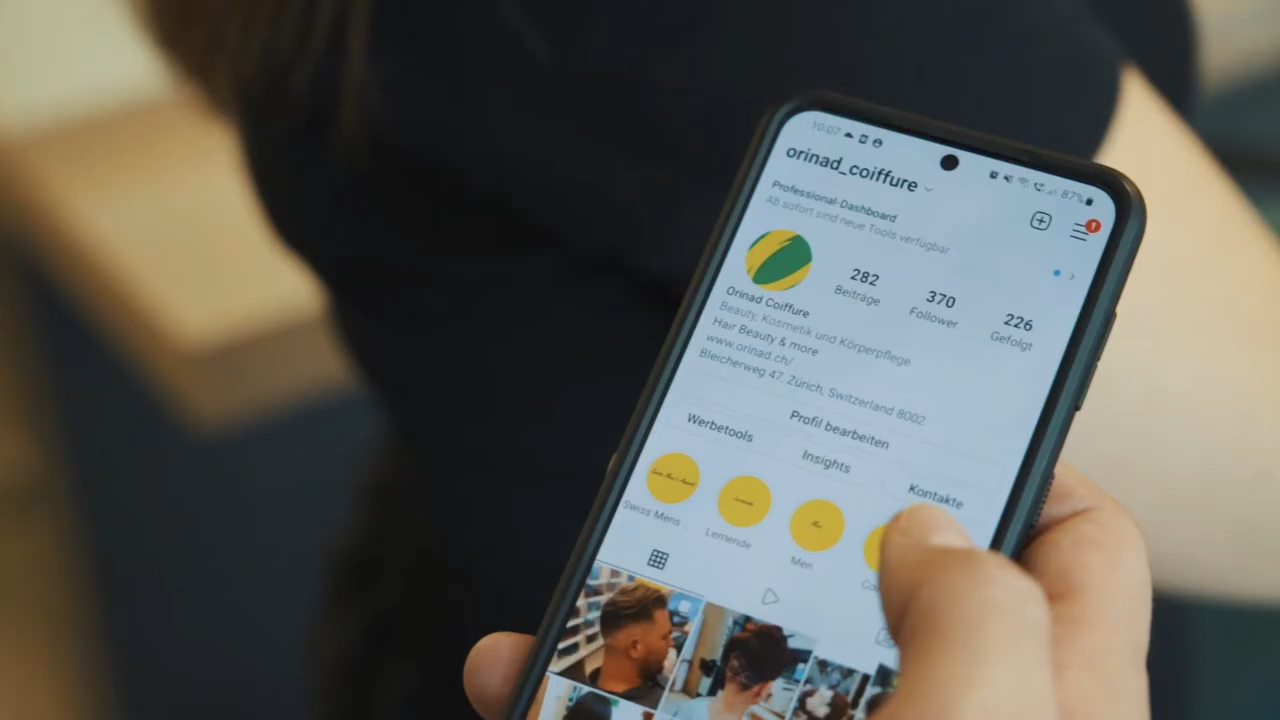 10:07
87%
orinad_coiffure
1
Professional-Dashboard
Ab sofort sind neue Tools verfügbar.
282 370 226
Beiträge Follower Gefolgt
Orinad Coiffure
Beauty, Kosmetik und Körperpflege
Hair Beauty & more
www.orinad.ch/
Bleicherweg 47, Zürich, Switzerland 8002
Profil bearbeiten
Werbetools Insights Kontakte
Swiss Mens ... Lernende Men